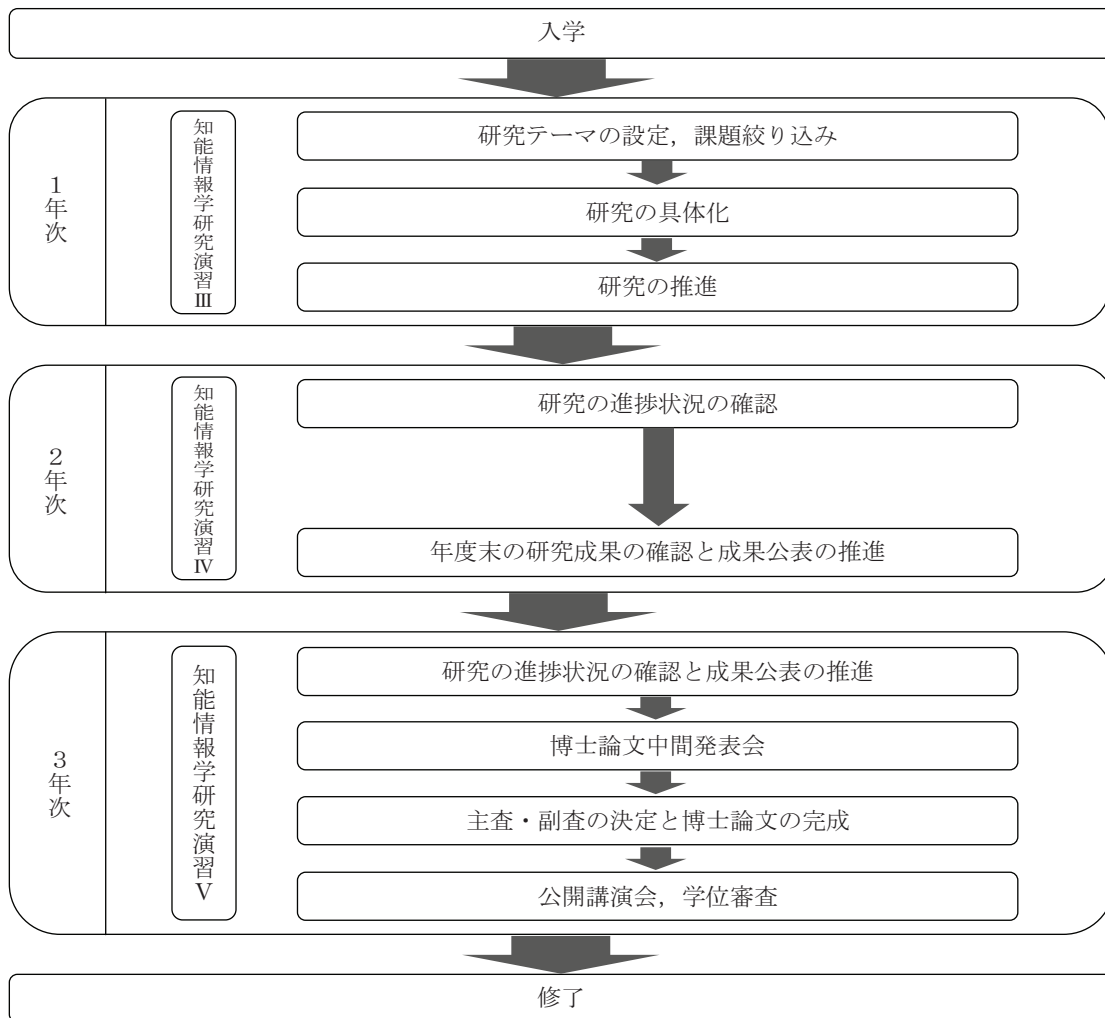 入学
1年次
知能情報学研究演習Ⅲ
研究テーマの設定，課題絞り込み
研究の具体化
研究の推進
2年次
知能情報学研究演習Ⅳ
研究の進捗状況の確認
年度末の研究成果の確認と成果公表の推進
3年次
知能情報学研究演習Ⅴ
研究の進捗状況の確認と成果公表の推進
博士論文中間発表会
主査・副査の決定と博士論文の完成
公開講演会，学位審査
修了